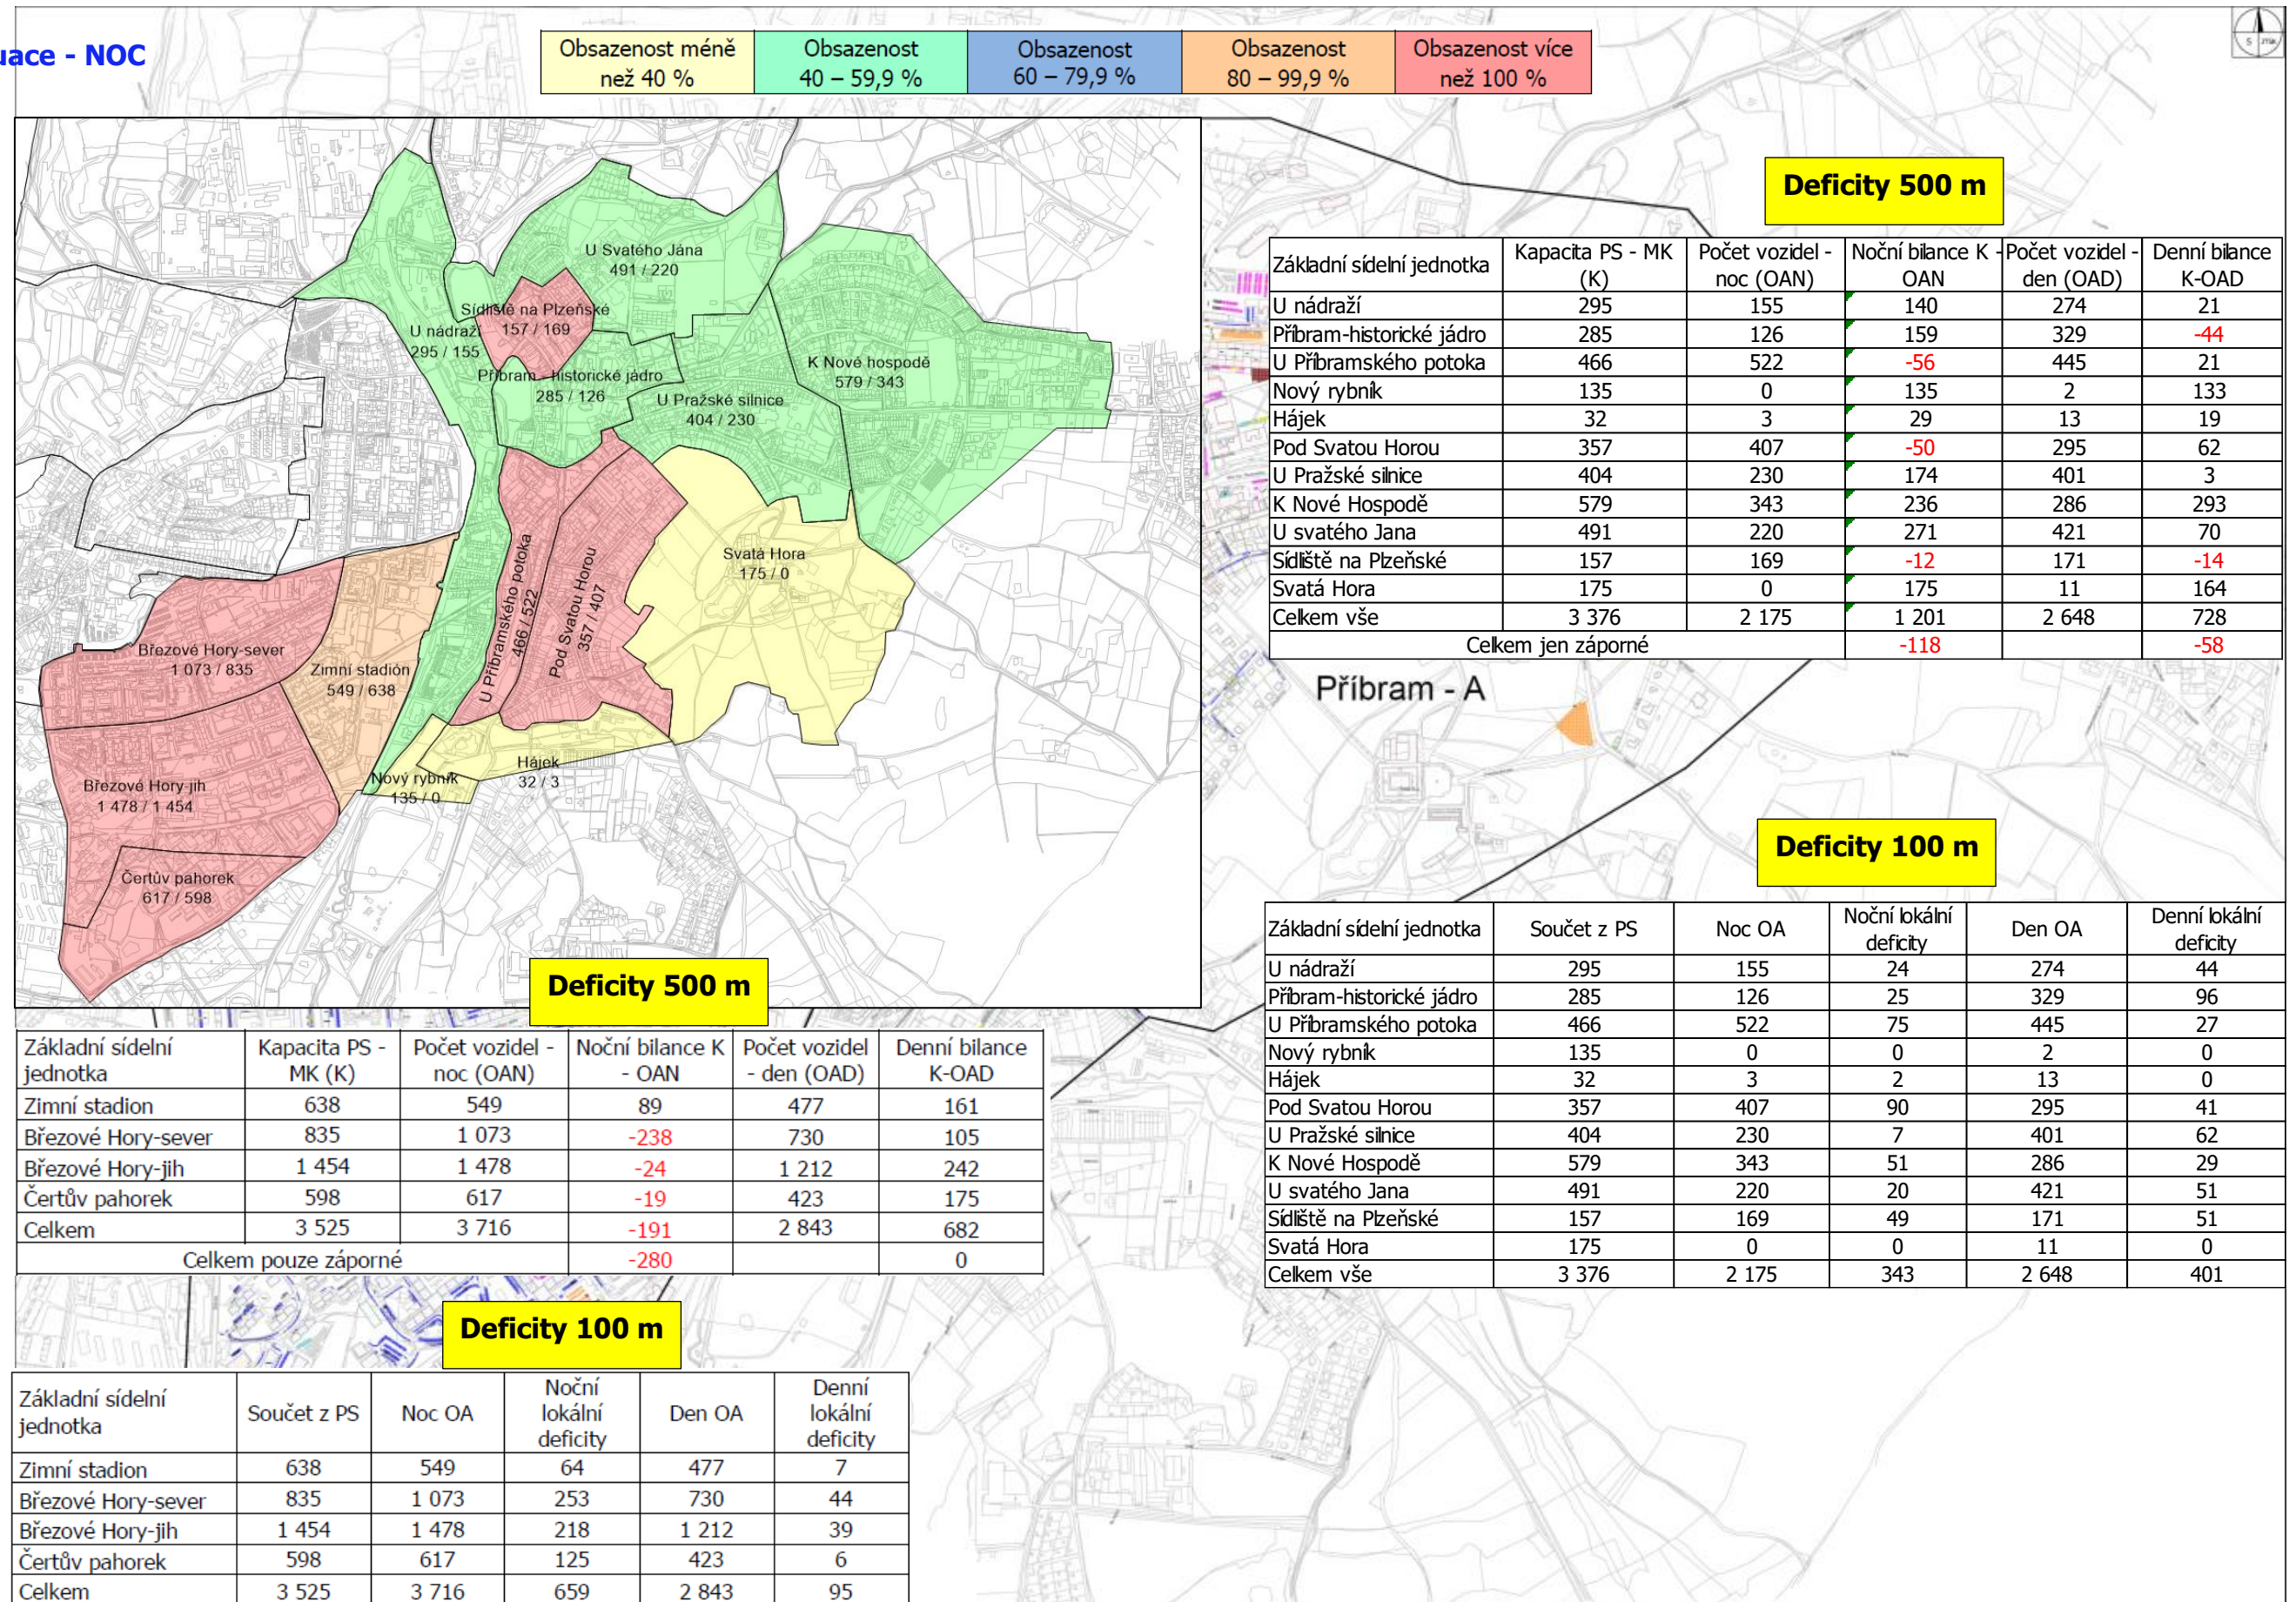 uace - NOC
Obsazenost méně
než 40 %
Obsazenost
40 – 59,9 %
Obsazenost
60 – 79,9 %
Obsazenost
80 – 99,9 %
Obsazenost více
než 100 %
U Svatého Jána
491 / 220
Sídliště na Plzeňské
157 / 169
U nádraží
295 / 155
Příbram - historické jádro
285 / 126
K Nové hospodě
579 / 343
U Pražské silnice
404 / 230
Svatá Hora
175 / 0
U Příbramského potoka
466 / 522
Pod Svatou Horou
357 / 407
Březové Hory-sever
1 073 / 835
Zimní stadión
549 / 638
Březové Hory-jih
1 478 / 1 454
Nový rybník
135 / 0
Hájek
32 / 3
Čertův pahorek
617 / 598
Deficity 500 m
Základní sídelní jednotka Kapacita PS - MK (K) Počet vozidel - noc (OAN) Noční bilance K - OAN Počet vozidel - den (OAD) Denní bilance K-OAD
U nádraží 295 155 140 274 21
Příbram-historické jádro 285 126 159 329 -44
U Příbramského potoka 466 522 -56 445 21
Nový rybník 135 0 135 2 133
Hájek 32 3 29 13 19
Pod Svatou Horou 357 407 -50 295 62
U Pražské silnice 404 230 174 401 3
K Nové Hospodě 579 343 236 286 293
U svatého Jana 491 220 271 421 70
Sídliště na Plzeňské 157 169 -12 171 -14
Svatá Hora 175 0 175 11 164
Celkem vše 3 376 2 175 1 201 2 648 728
Celkem jen záporné -118 -58
Příbram - A
Deficity 100 m
Základní sídelní jednotka Součet z PS Noc OA Noční lokální deficity Den OA Denní lokální deficity
U nádraží 295 155 24 274 44
Příbram-historické jádro 285 126 25 329 96
U Příbramského potoka 466 522 75 445 27
Nový rybník 135 0 0 2 0
Hájek 32 3 2 13 0
Pod Svatou Horou 357 407 90 295 41
U Pražské silnice 404 230 7 401 62
K Nové Hospodě 579 343 51 286 29
U svatého Jana 491 220 20 421 51
Sídliště na Plzeňské 157 169 49 171 51
Svatá Hora 175 0 0 11 0
Celkem vše 3 376 2 175 343 2 648 401
Deficity 500 m
Základní sídelní jednotka Kapacita PS - MK (K) Počet vozidel - noc (OAN) Noční bilance K - OAN Počet vozidel - den (OAD) Denní bilance K-OAD
Zimní stadion 638 549 89 477 161
Březové Hory-sever 835 1 073 -238 730 105
Březové Hory-jih 1 454 1 478 -24 1 212 242
Čertův pahorek 598 617 -19 423 175
Celkem 3 525 3 716 -191 2 843 682
Celkem pouze záporné -280 0
Deficity 100 m
Základní sídelní jednotka Součet z PS Noc OA Noční lokální deficity Den OA Denní lokální deficity
Zimní stadion 638 549 64 477 7
Březové Hory-sever 835 1 073 253 730 44
Březové Hory-jih 1 454 1 478 218 1 212 39
Čertův pahorek 598 617 125 423 6
Celkem 3 525 3 716 659 2 843 95